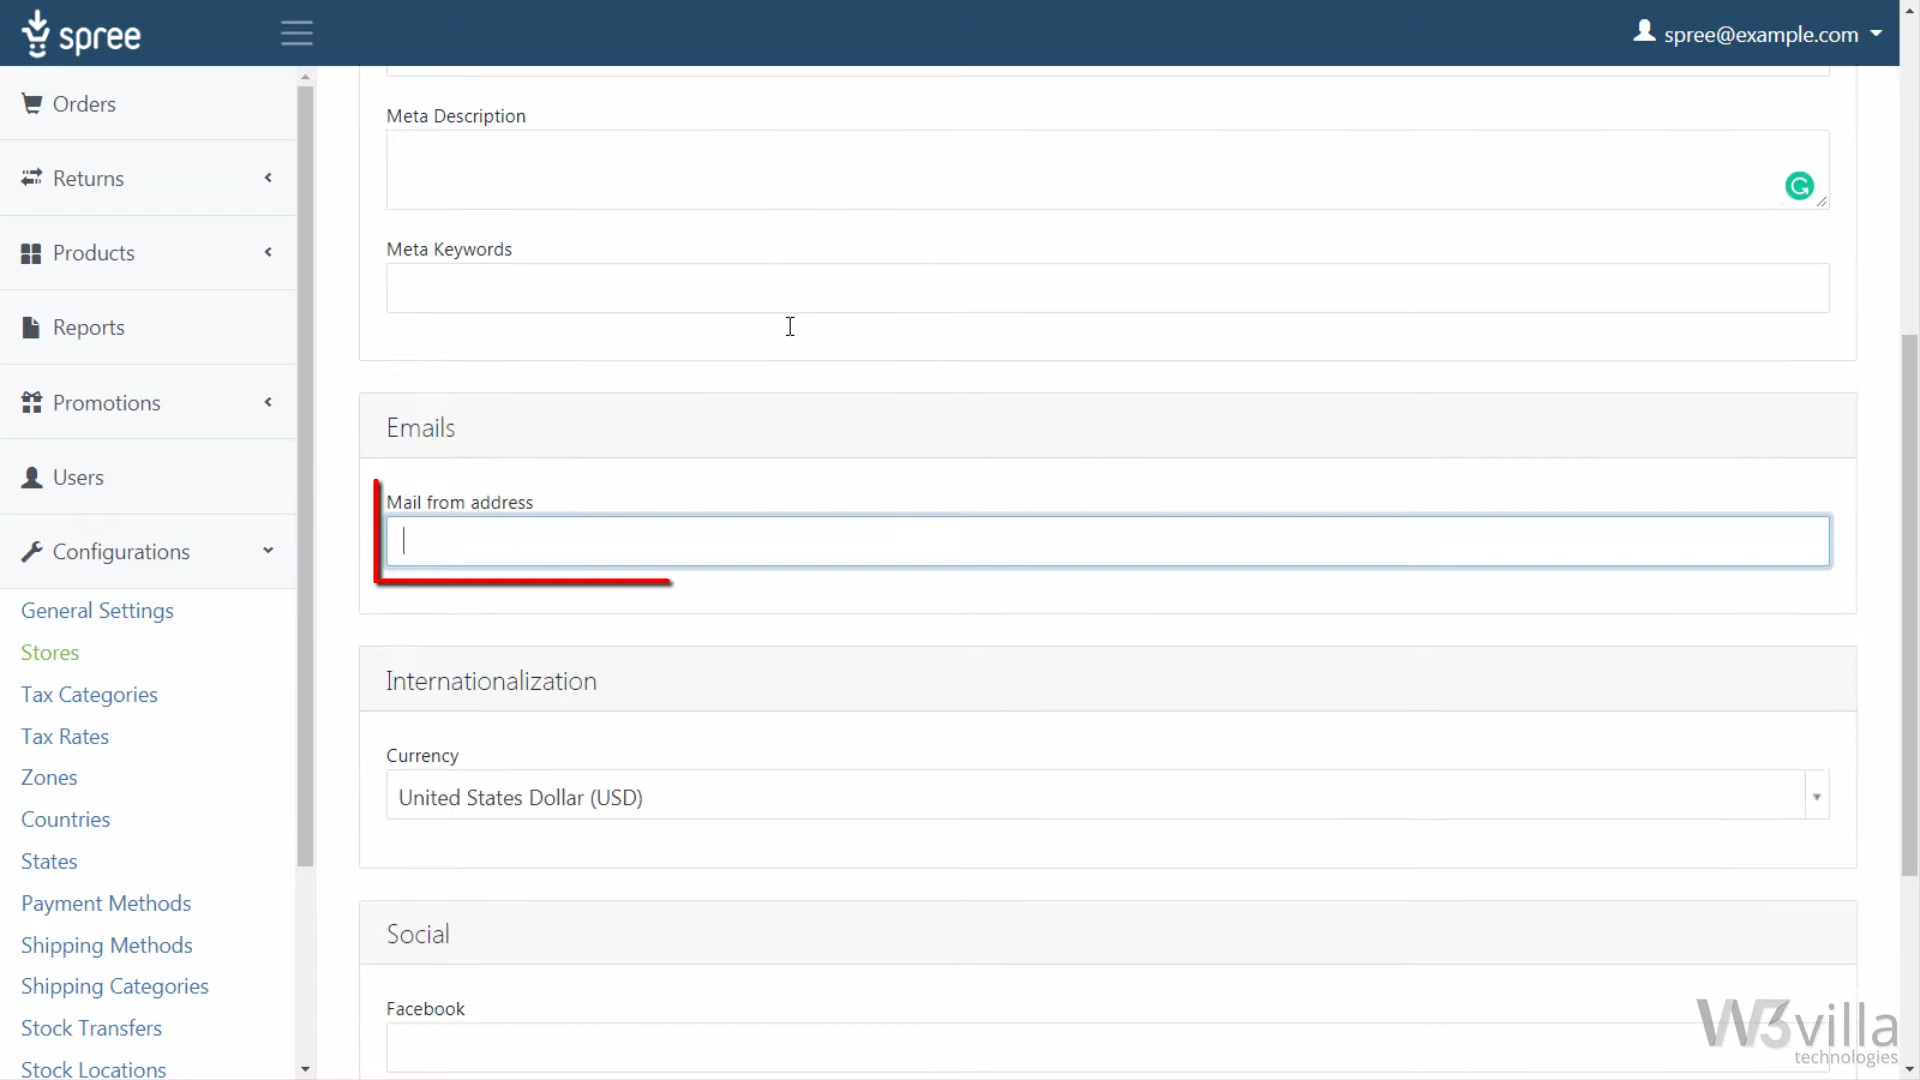 spree
spree@example.com
Orders
Returns
Products
Reports
Promotions
Users
Configurations
General Settings
Stores
Tax Categories
Tax Rates
Zones
Countries
States
Payment Methods
Shipping Methods
Shipping Categories
Stock Transfers
Stock Locations
Meta Description
Meta Keywords
Emails
Mail from address
Internationalization
Currency
United States Dollar (USD)
Social
Facebook
W3villa
technologies